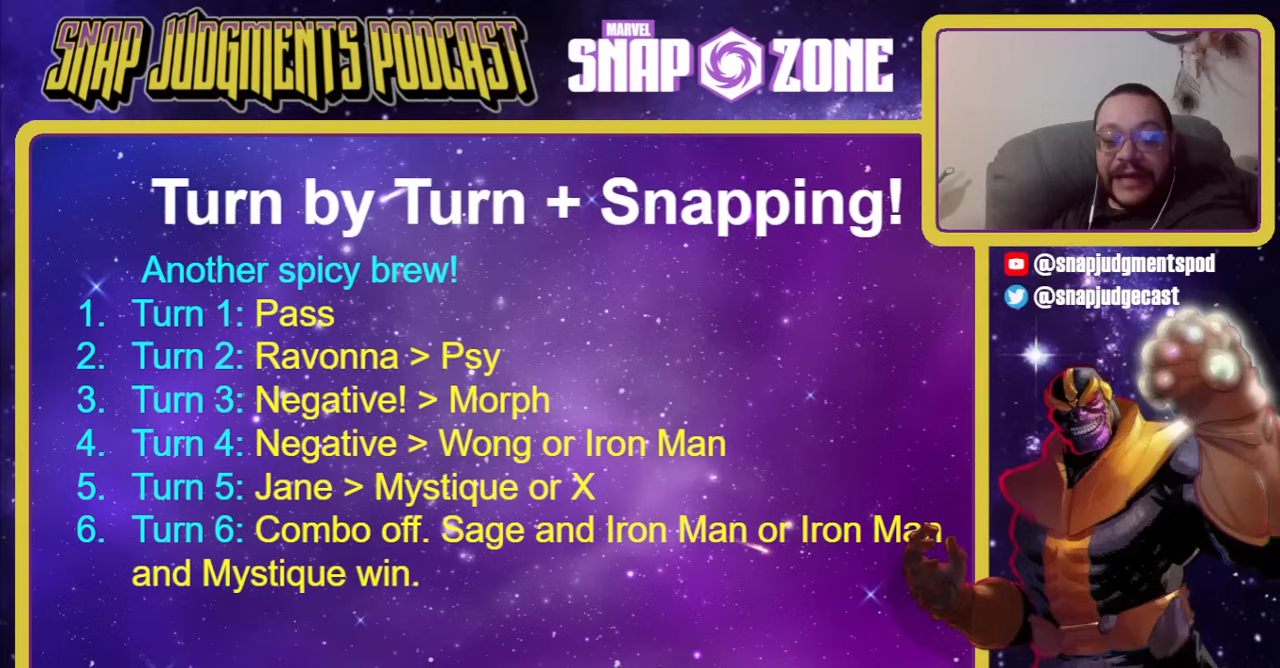 SNAP JUDGMENTS PODCAST
MARVEL
SNAP ZONE
Turn by Turn + Snapping!
Another spicy brew!
1. Turn 1: Pass
2. Turn 2: Ravonna > Psy
3. Turn 3: Negative! > Morph
4. Turn 4: Negative > Wong or Iron Man
5. Turn 5: Jane > Mystique or X
6. Turn 6: Combo off. Sage and Iron Man or Iron Man
and Mystique win.
@snapjudgmentspod
@snapjudgecast